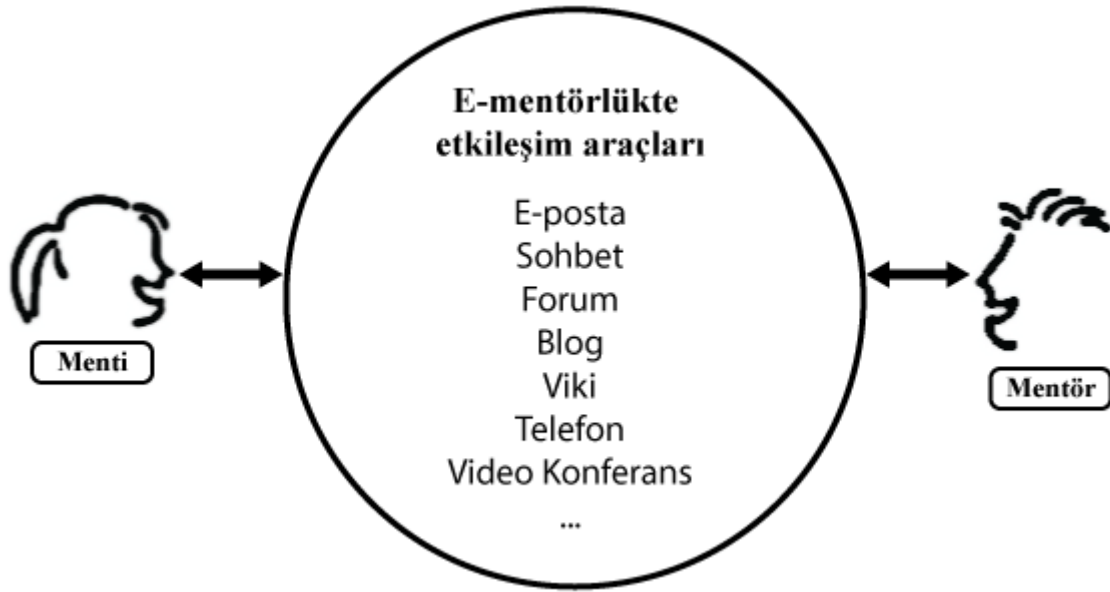 E-mentörlükte
etkileşim araçları
E-posta
Sohbet
Forum
Blog
Viki
Telefon
Video Konferans
...
Menti
Mentör